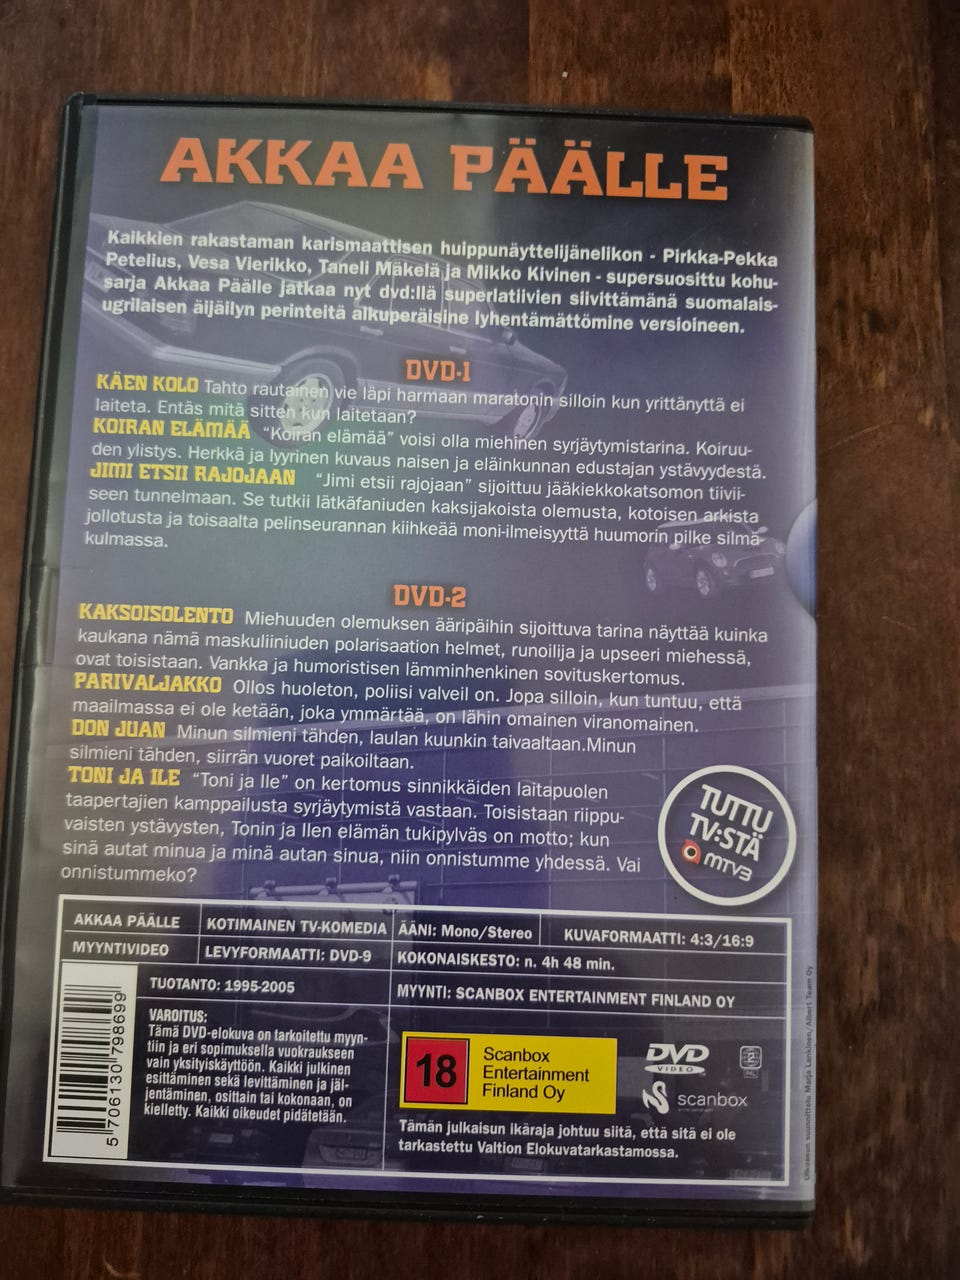 AKKAA PÄÄLLE
Kaikkien rakastaman karismaattisen huippunäyttelijänelikon - Pirkka-Pekka
Petelius, Vesa Vierikko, Taneli Mäkelä ja Mikko Kivinen - supersuosittu kohu-
sarja Akkaa Päälle jatkaa nyt dvd:llä superlatiivien siivittämänä suomalais-
ugrilaisen äijäilyn perinteitä alkuperäisine lyhentämättömine versioineen.
DVD-1
KÄEN KOLO Tahto rautainen vie läpi harmaan maratonin silloin kun yrittänyttä ei
laiteta. Entäs mitä sitten kun laitetaan?
KOIRAN ELÄMÄÄ "Koiran elämää" voisi olla miehinen syrjäytymistarina. Koiruu-
den ylistys. Herkkä ja lyyrinen kuvaus naisen ja eläinkunnan edustajan ystävyydestä.
JIMI ETSII RAJOJAAN "Jimi etsii rajojaan" sijoittuu jääkiekkokatsomon tiivii-
seen tunnelmaan. Se tutkii lätkäfaniuden kaksijakoista olemusta, kotoisen arkista
jollotusta ja toisaalta pelinseurannan kiihkeää moni-ilmeisyyttä huumorin pilke silmä-
kulmassa.
DVD-2
KAKSOISOLENTO Miehuuden olemuksen ääripäihin sijoittuva tarina näyttää kuinka
kaukana nämä maskuliiniuden polarisaation helmet, runoilija ja upseeri miehessä,
ovat toisistaan. Vankka ja humoristisen lämminhenkinen sovituskertomus.
PARIVALJAKKO Ollos huoleton, poliisi valveil on. Jopa silloin, kun tuntuu, että
maailmassa ei ole ketään, joka ymmärtää, on lähin omainen viranomainen.
DON JUAN Minun silmieni tähden, laulan kuunkin taivaaltaan.Minun
silmieni tähden, siirrän vuoret paikoiltaan.
TONI JA ILE "Toni ja Ile" on kertomus sinnikkäiden laitapuolen
taapertajien kamppailusta syrjäytymistä vastaan. Toisistaan riippu-
vaisten ystävysten, Tonin ja Ilen elämän tukipylväs on motto; kun
sinä autat minua ja minä autan sinua, niin onnistumme yhdessä. Vai
onnistummeko?
TUTTU
TV:STÄ
MTV3
AKKAA PÄÄLLE
KOTIMAINEN TV-KOMEDIA
ÄÄNI: Mono/Stereo
KUVAFORMAATTI: 4:3/16:9
MYYNTIVIDEO
LEVYFORMAATTI: DVD-9
KOKONAISKESTO: n. 4h 48 min.
TUOTANTO: 1995-2005
MYYNTI: SCANBOX ENTERTAINMENT FINLAND OY
VAROITUS:
Tämä DVD-elokuva on tarkoitettu myyn-
tiin ja eri sopimuksella vuokraukseen
vain yksityiskäyttöön. Kaikki julkinen
esittäminen sekä levittäminen ja jäl-
jentäminen, osittain tai kokonaan, on
kielletty. Kaikki oikeudet pidätetään.
5 706130 798699
18
Scanbox
Entertainment
Finland Oy
DVD
VIDEO
2
scanbox
Tämän julkaisun ikäraja johtuu siitä, että sitä ei ole
tarkastettu Valtion Elokuvatarkastamossa.
Ulkoasun suunnittelu Marja Lankinen/Albert Team Oy